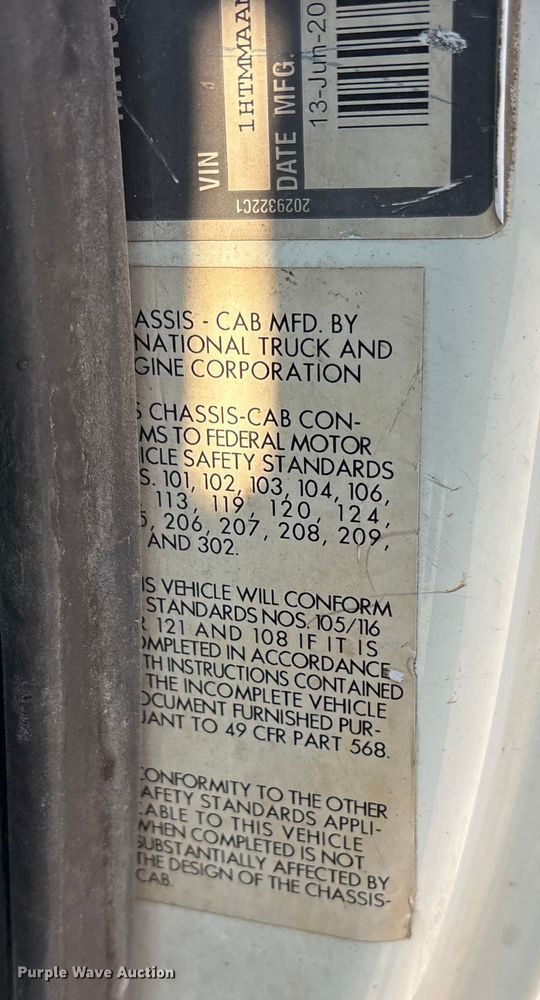 VIN
1HTMMAAL
DATE MFG.
13-Jun-20
2029322C1
ASSIS - CAB MFD. BY
NATIONAL TRUCK AND
GINE CORPORATION
S CHASSIS-CAB CON-
MS TO FEDERAL MOTOR
ICLE SAFETY STANDARDS
S. 101, 102, 103, 104, 106,
113, 119, 120, 124,
5, 206, 207, 208, 209,
AND 302.
IS VEHICLE WILL CONFORM
STANDARDS NOS. 105/116
R 121 AND 108 IF IT IS
OMPLETED IN ACCORDANCE
TH INSTRUCTIONS CONTAINED
THE INCOMPLETE VEHICLE
OCUMENT FURNISHED PUR-
UANT TO 49 CFR PART 568.
CONFORMITY TO THE OTHER
AFETY STANDARDS APPLI-
CABLE TO THIS VEHICLE
WHEN COMPLETED IS NOT
SUBSTANTIALLY AFFECTED BY
THE DESIGN OF THE CHASSIS-
CAB.
Purple Wave Auction